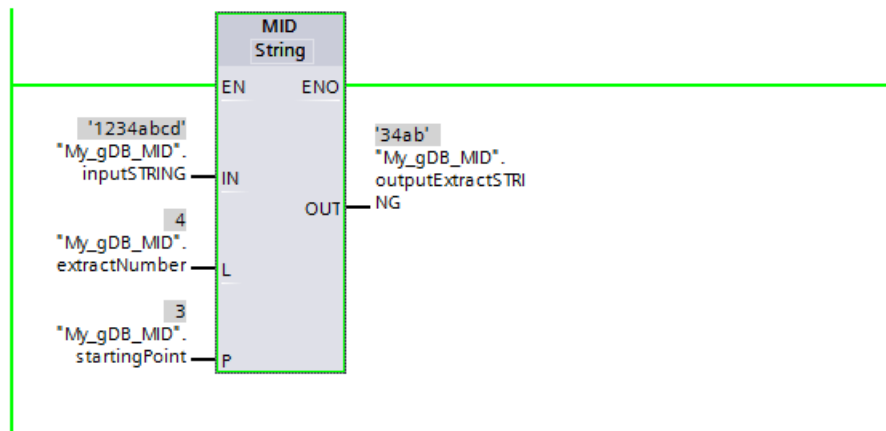 MID
String
EN ENO
'1234abcd'
"My_gDB_MID".
inputSTRING
IN
'34ab'
"My_gDB_MID".
outputExtractSTRI
NG
OUT
4
"My_gDB_MID".
extractNumber
L
3
"My_gDB_MID".
startingPoint
P